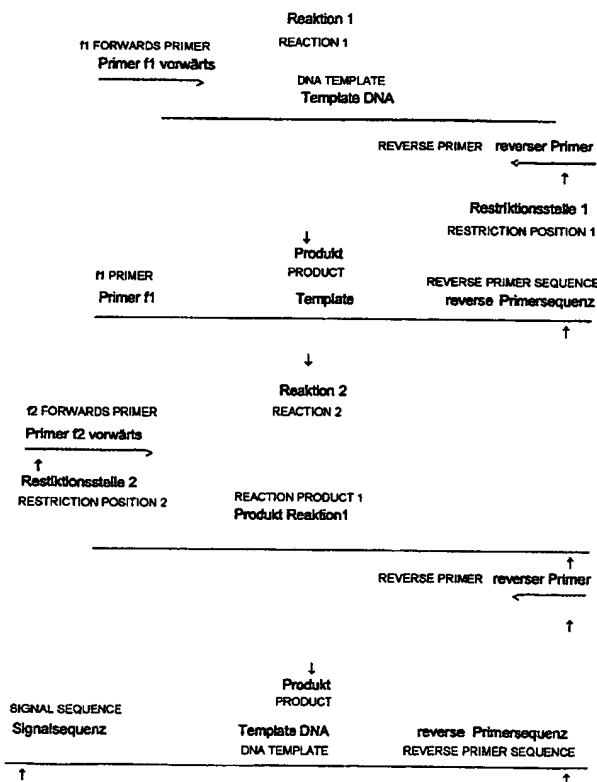 Reaktion 1
REACTION 1
f1 FORWARDS PRIMER
Primer f1 vorwärts
DNA TEMPLATE
Template DNA
REVERSE PRIMER reverser Primer
Restriktionsstelle 1
RESTRICTION POSITION 1
Produkt
PRODUCT
f1 PRIMER
Primer f1
Template
REVERSE PRIMER SEQUENCE
reverse Primersequenz
Reaktion 2
REACTION 2
f2 FORWARDS PRIMER
Primer f2 vorwärts
Restiktionsstelle 2
RESTRICTION POSITION 2
REACTION PRODUCT 1
Produkt Reaktion1
REVERSE PRIMER reverser Primer
Produkt
PRODUCT
SIGNAL SEQUENCE
Signalsequenz
Template DNA
DNA TEMPLATE
reverse Primersequenz
REVERSE PRIMER SEQUENCE